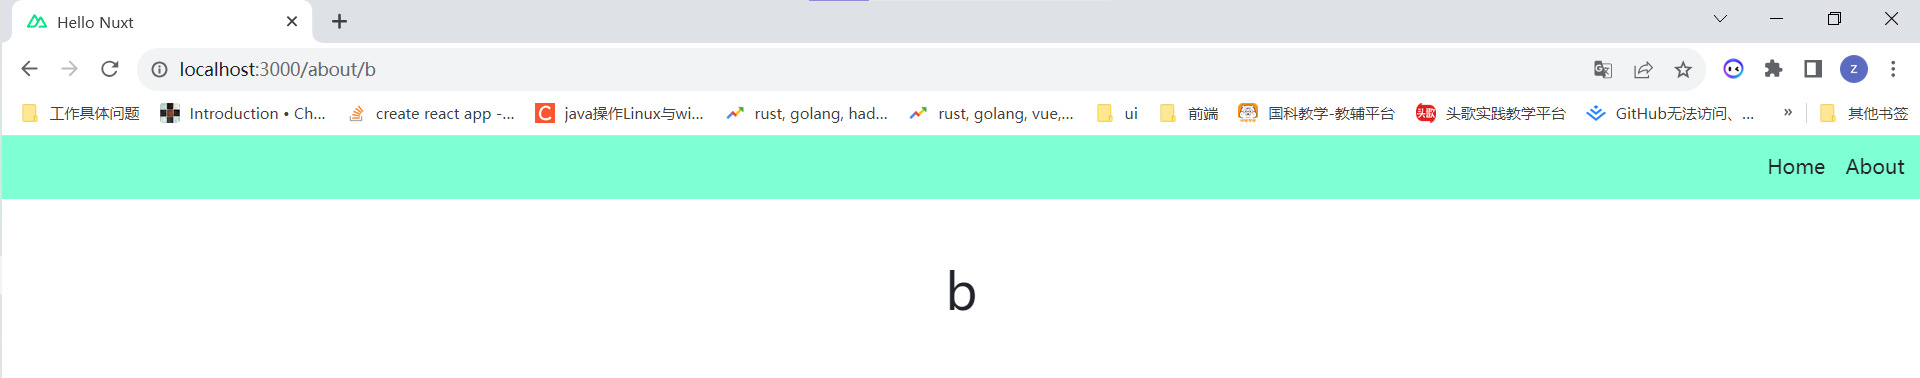 Hello Nuxt
localhost:3000/about/b
Z
工作具体问题 Introduction • Ch... create react app -... C java操作Linux与wi... rust, golang, had... rust, golang, vue,... ui 前端 国科教学-教辅平台 头歌 头歌实践教学平台 GitHub无法访问、... » 其他书签
Home About
b